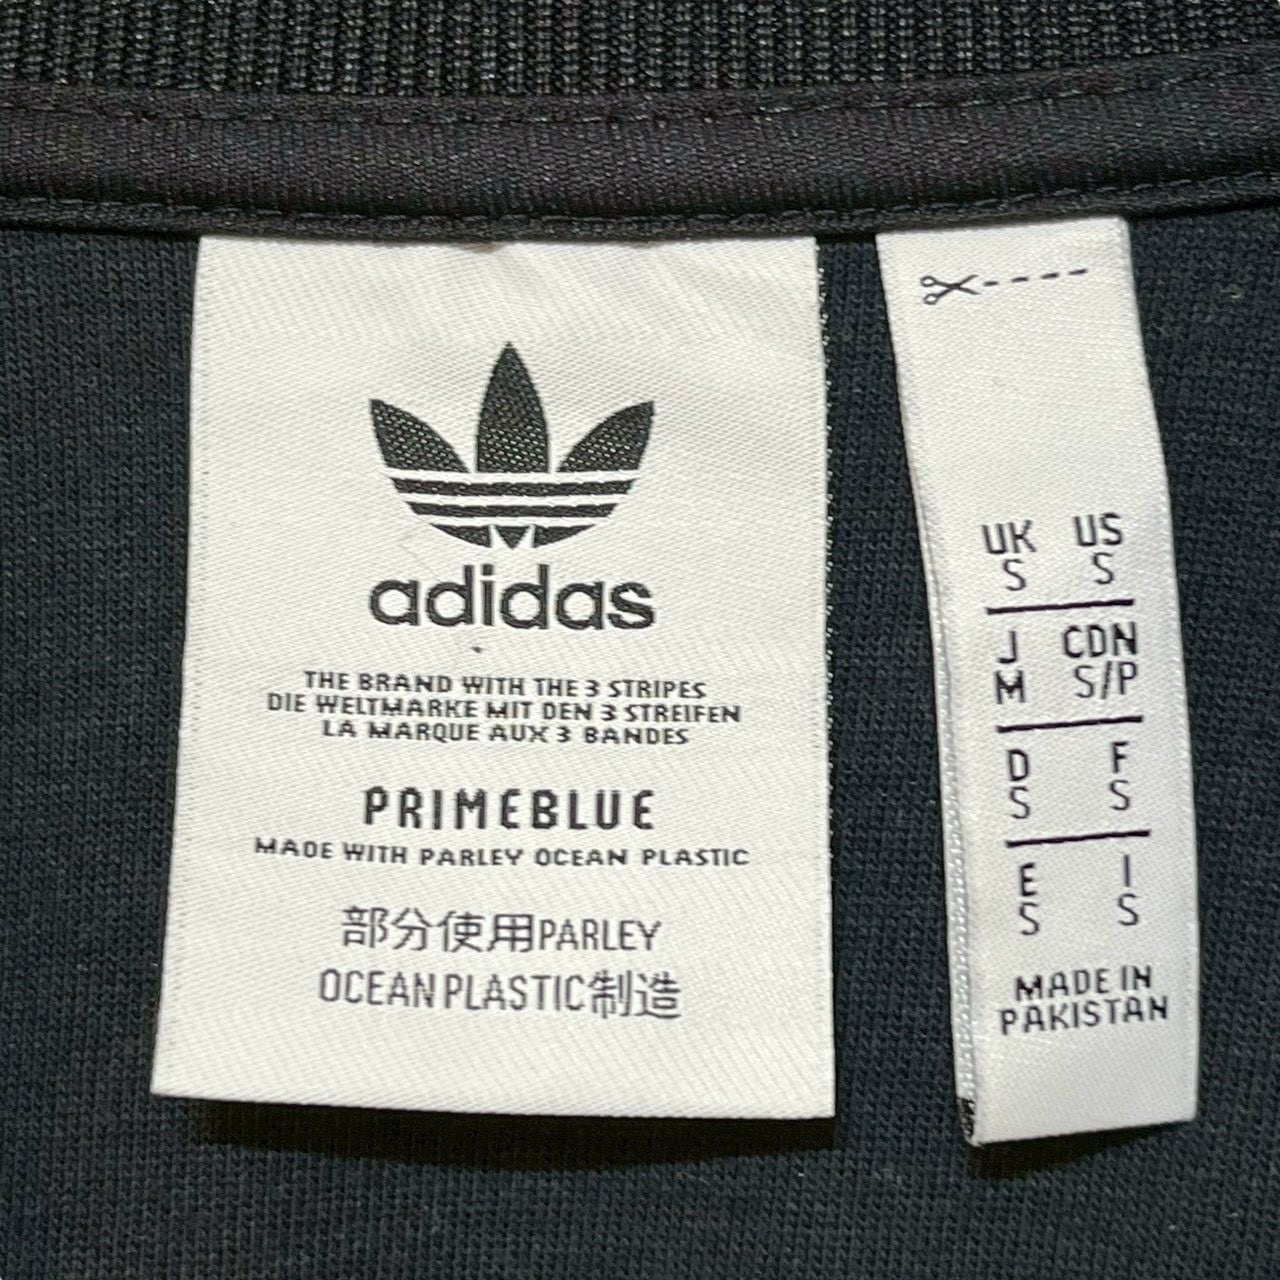 adidas
THE BRAND WITH THE 3 STRIPES
DIE WELTMARKE MIT DEN 3 STREIFEN
LA MARQUE AUX 3 BANDES
PRIMEBLUE
MADE WITH PARLEY OCEAN PLASTIC
部分使用PARLEY
OCEAN PLASTIC制造
UK US
S S
J CDN
M S/P
D F
S S
E I
S S
MADE IN
PAKISTAN